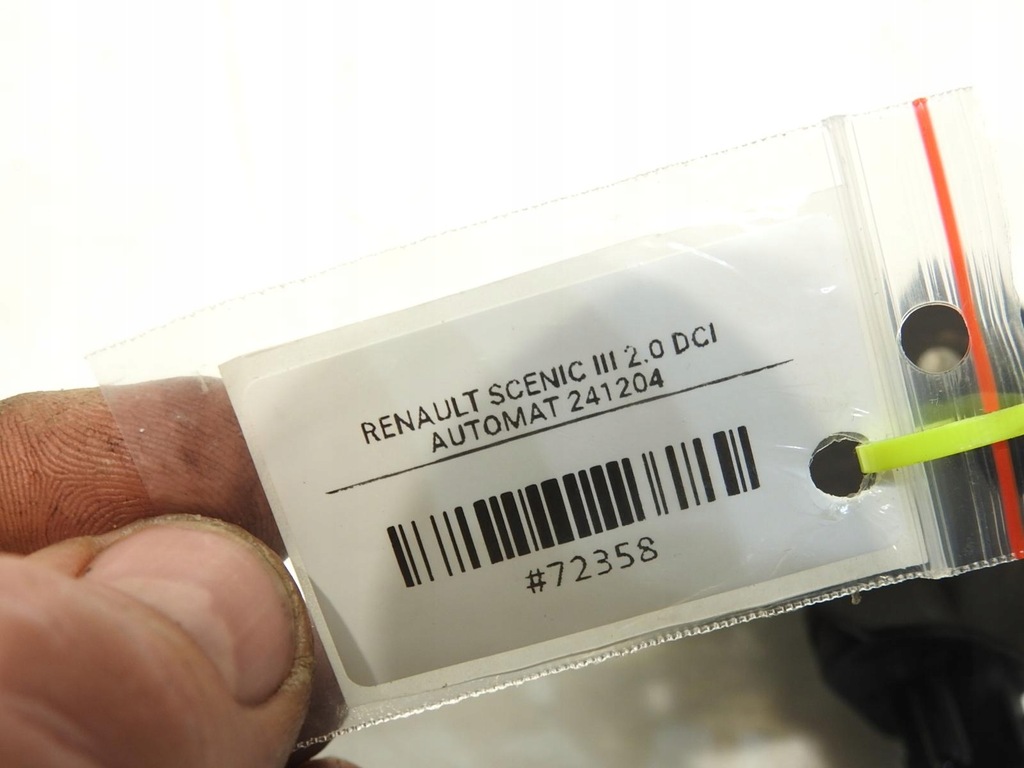 RENAULT SCENIC III 2.0 DCI
AUTOMAT 241204
#72358